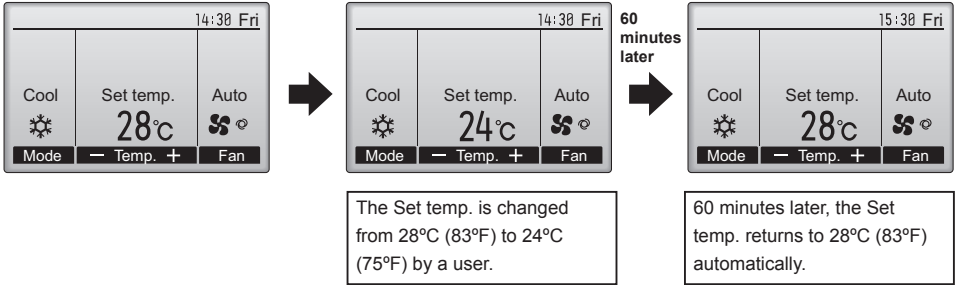 14:30 Fri
Cool
Set temp.
Auto
28°C
Mode
— Temp. +
Fan
14:30 Fri
Cool
Set temp.
Auto
24°C
Mode
— Temp. +
Fan
The Set temp. is changed
from 28ºC (83ºF) to 24ºC
(75ºF) by a user.
60
minutes
later
15:30 Fri
Cool
Set temp.
Auto
28°C
Mode
— Temp. +
Fan
60 minutes later, the Set
temp. returns to 28ºC (83ºF)
automatically.